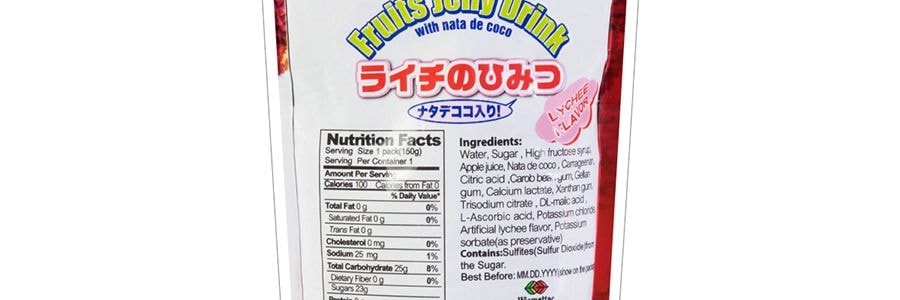 Fruits Jelly Drink
with nata de coco
ライチのひみつ
ナタデココ入り!
LYCHEE
FLAVOR
Nutrition Facts
Serving Size 1 pack(150g)
Serving Per Container 1
Amount Per Serving
Calories 100 Calories from Fat 0
% Daily Value*
Total Fat 0 g 0%
Saturated Fat 0 g 0%
Trans Fat 0 g
Cholesterol 0 mg 0%
Sodium 25 mg 1%
Total Carbohydrate 25g 8%
Dietary Fiber 0 g 0%
Sugars 23g
Ingredients:
Water, Sugar , High fructose syrup,
Apple juice, Nata de coco , Carrageenan,
Citric acid ,Carob bean gum, Gellan
gum, Calcium lactate, Xanthan gum,
Trisodium citrate , DL-malic acid ,
L-Ascorbic acid, Potassium chloride,
Artificial lychee flavor, Potassium
sorbate(as preservative)
Contains:Sulfites(Sulfur Dioxide)from
the Sugar.
Best Before: MM.DD.YYYY(show on the